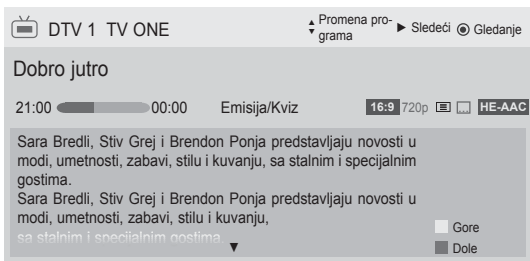 DTV 1 TV ONE
Promena pro-
grama
Sledeći
Gledanje
Dobro jutro
21:00 00:00 Emisija/Kviz 16:9 720p HE-AAC
Sara Bredli, Stiv Grej i Brendon Ponja predstavljaju novosti u
modi, umetnosti, zabavi, stilu i kuvanju, sa stalnim i specijalnim
gostima.
Sara Bredli, Stiv Grej i Brendon Ponja predstavljaju novosti u
modi, umetnosti, zabavi, stilu i kuvanju,
sa stalnim i specijalnim gostima.
Gore
Dole